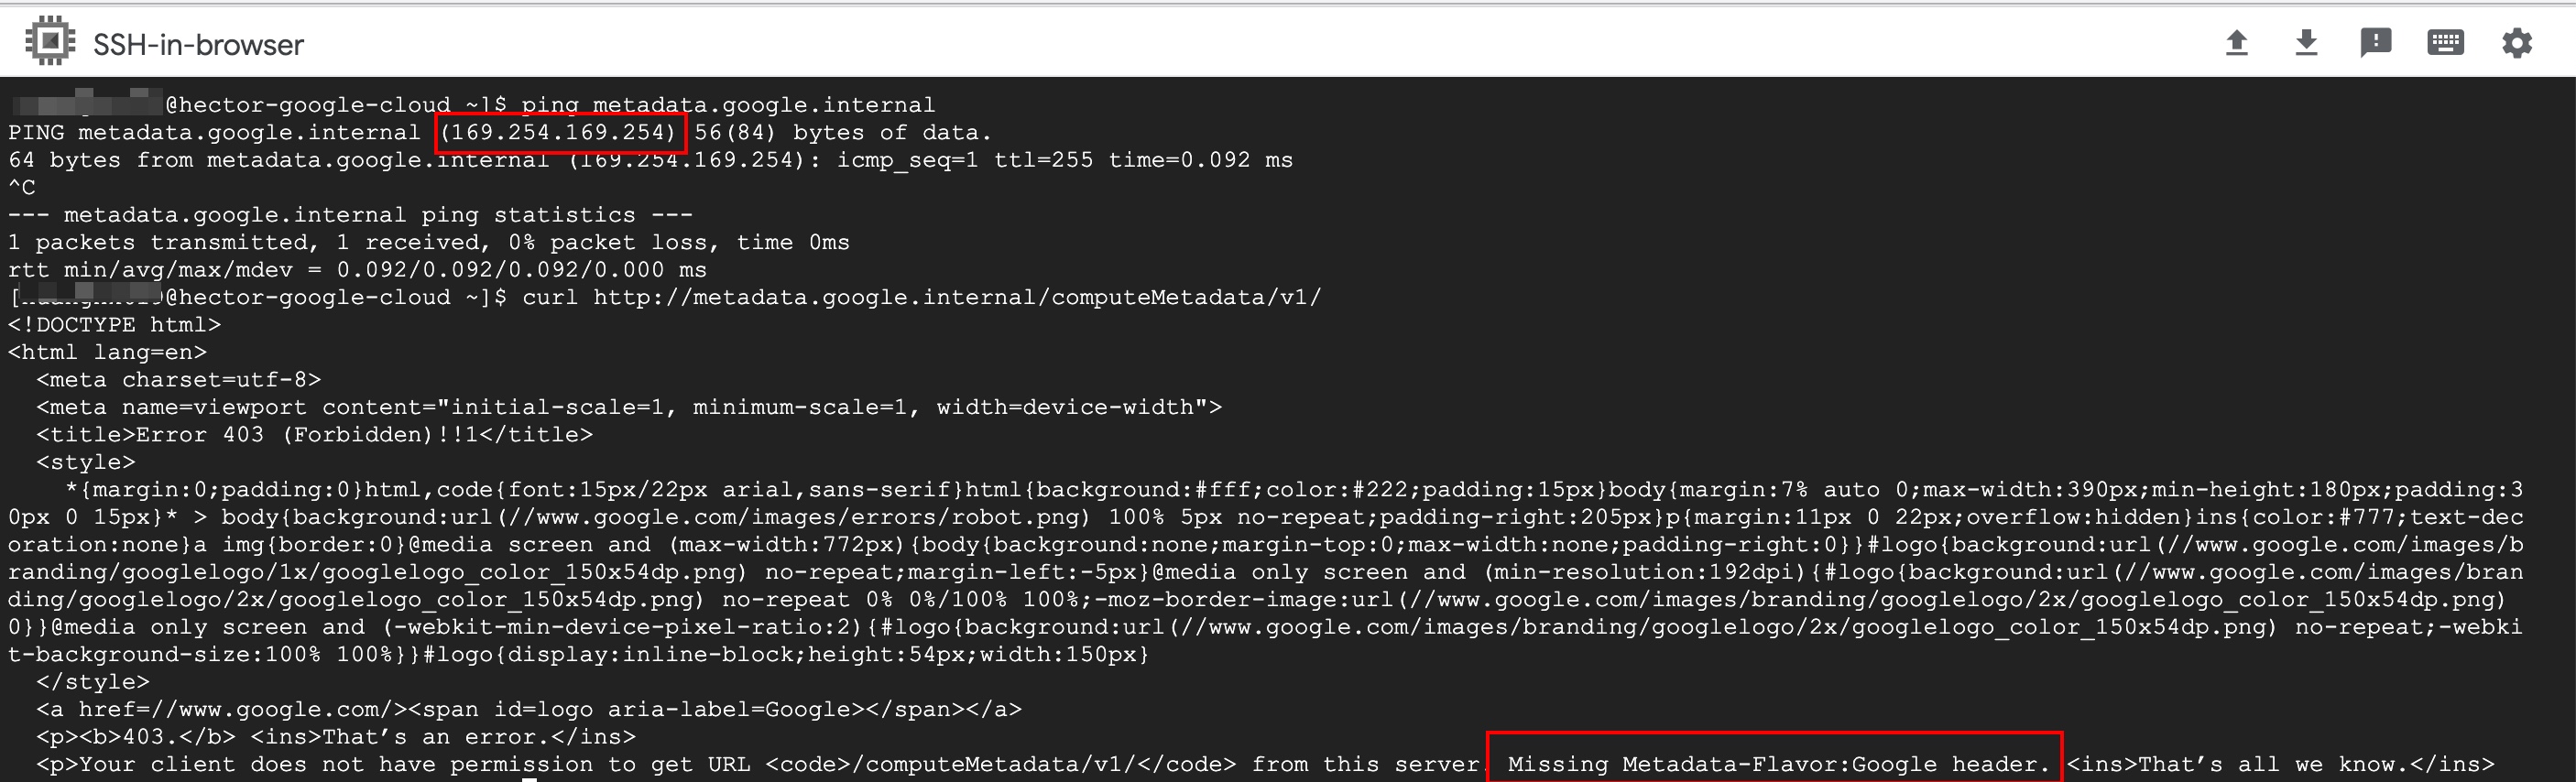 SSH-in-browser
@hector-google-cloud ~]$ ping metadata.google.internal
PING metadata.google.internal (169.254.169.254) 56(84) bytes of data.
64 bytes from metadata.google.internal (169.254.169.254): icmp_seq=1 ttl=255 time=0.092 ms
^C
--- metadata.google.internal ping statistics ---
1 packets transmitted, 1 received, 0% packet loss, time 0ms
rtt min/avg/max/mdev = 0.092/0.092/0.092/0.000 ms
[@hector-google-cloud ~]$ curl http://metadata.google.internal/computeMetadata/v1/
<!DOCTYPE html>
<html lang=en>
  <meta charset=utf-8>
  <meta name=viewport content="initial-scale=1, minimum-scale=1, width=device-width">
  <title>Error 403 (Forbidden)!!1</title>
  <style>
    *{margin:0;padding:0}html,code{font:15px/22px arial,sans-serif}html{background:#fff;color:#222;padding:15px}body{margin:7% auto 0;max-width:390px;min-height:180px;padding:3
0px 0 15px}* > body{background:url(//www.google.com/images/errors/robot.png) 100% 5px no-repeat;padding-right:205px}p{margin:11px 0 22px;overflow:hidden}ins{color:#777;text-dec
oration:none}a img{border:0}@media screen and (max-width:772px){body{background:none;margin-top:0;max-width:none;padding-right:0}}#logo{background:url(//www.google.com/images/b
randing/googlelogo/1x/googlelogo_color_150x54dp.png) no-repeat;margin-left:-5px}@media only screen and (min-resolution:192dpi){#logo{background:url(//www.google.com/images/bran
ding/googlelogo/2x/googlelogo_color_150x54dp.png) no-repeat 0% 0%/100% 100%;-moz-border-image:url(//www.google.com/images/branding/googlelogo/2x/googlelogo_color_150x54dp.png)
0}}@media only screen and (-webkit-min-device-pixel-ratio:2){#logo{background:url(//www.google.com/images/branding/googlelogo/2x/googlelogo_color_150x54dp.png) no-repeat;-webki
t-background-size:100% 100%}}#logo{display:inline-block;height:54px;width:150px}
  </style>
  <a href=//www.google.com/><span id=logo aria-label=Google></span></a>
  <p><b>403.</b> <ins>That’s an error.</ins>
  <p>Your client does not have permission to get URL <code>/computeMetadata/v1/</code> from this server. Missing Metadata-Flavor:Google header. <ins>That’s all we know.</ins>